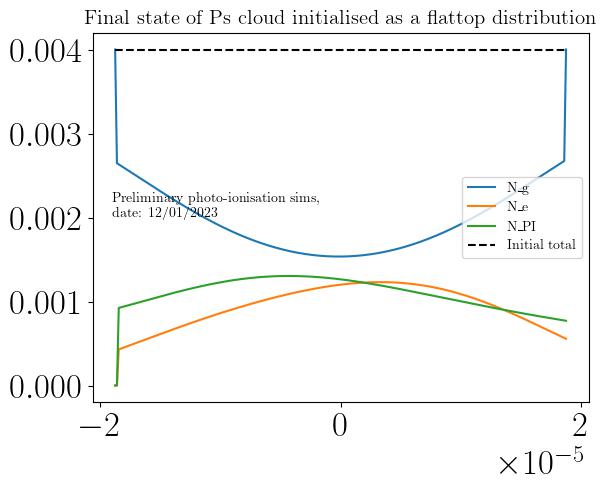 Final state of Ps cloud initialised as a flattop distribution
0.004
0.003
0.002
0.001
0.000
Preliminary photo-ionisation sims,
date: 12/01/2023
N_g
N_e
N_PI
Initial total
−2 0 2
×10⁻⁵